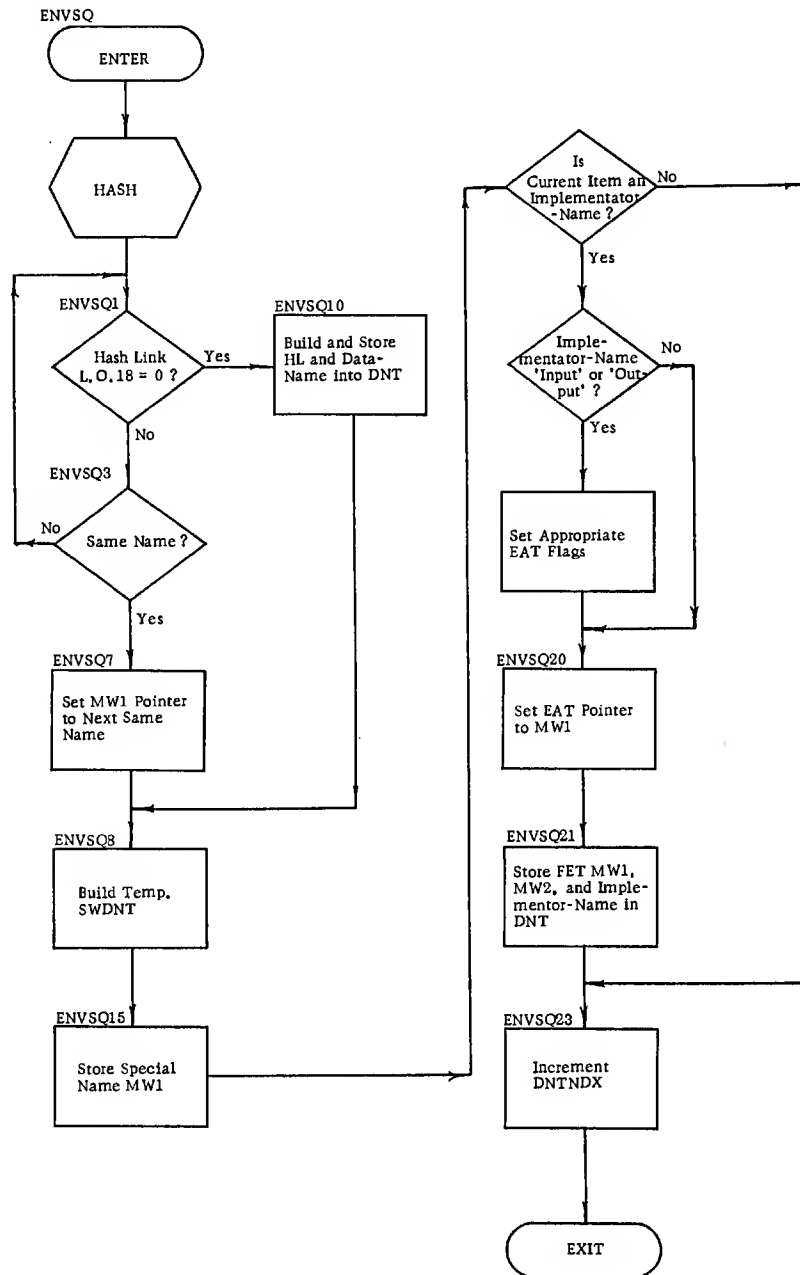 ENVSQ
ENTER
HASH
ENVSQ1
Hash Link
L.O.18 = 0 ?
Yes
No
ENVSQ10
Build and Store
HL and Data-
Name into DNT
ENVSQ3
Same Name ?
No
Yes
ENVSQ7
Set MW1 Pointer
to Next Same
Name
ENVSQ8
Build Temp.
SWDNT
ENVSQ15
Store Special
Name MW1
Is
Current Item an
Implementator
-Name ?
No
Yes
Imple-
mentator-Name
'Input' or 'Out-
put' ?
No
Yes
Set Appropriate
EAT Flags
ENVSQ20
Set EAT Pointer
to MW1
ENVSQ21
Store FET MW1,
MW2, and Imple-
mentor-Name in
DNT
ENVSQ23
Increment
DNTNDX
EXIT